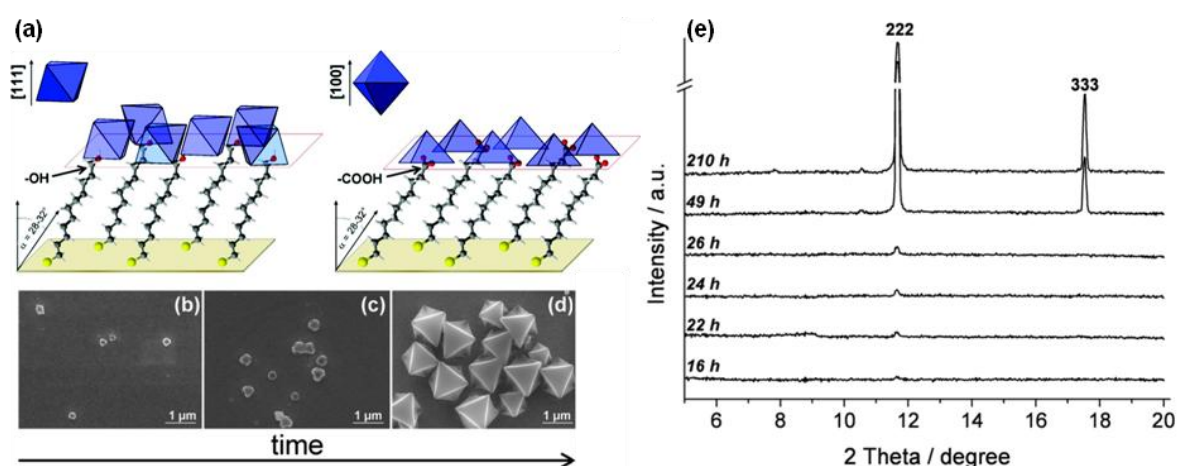 (a)
[111]
-OH
α = 28-32°
[100]
-COOH
α = 28-32°
(b)
1 μm
(c)
1 μm
(d)
1 μm
time
(e)
222
333
210 h
49 h
26 h
24 h
22 h
16 h
Intensity / a.u.
6 8 10 12 14 16 18 20
2 Theta / degree